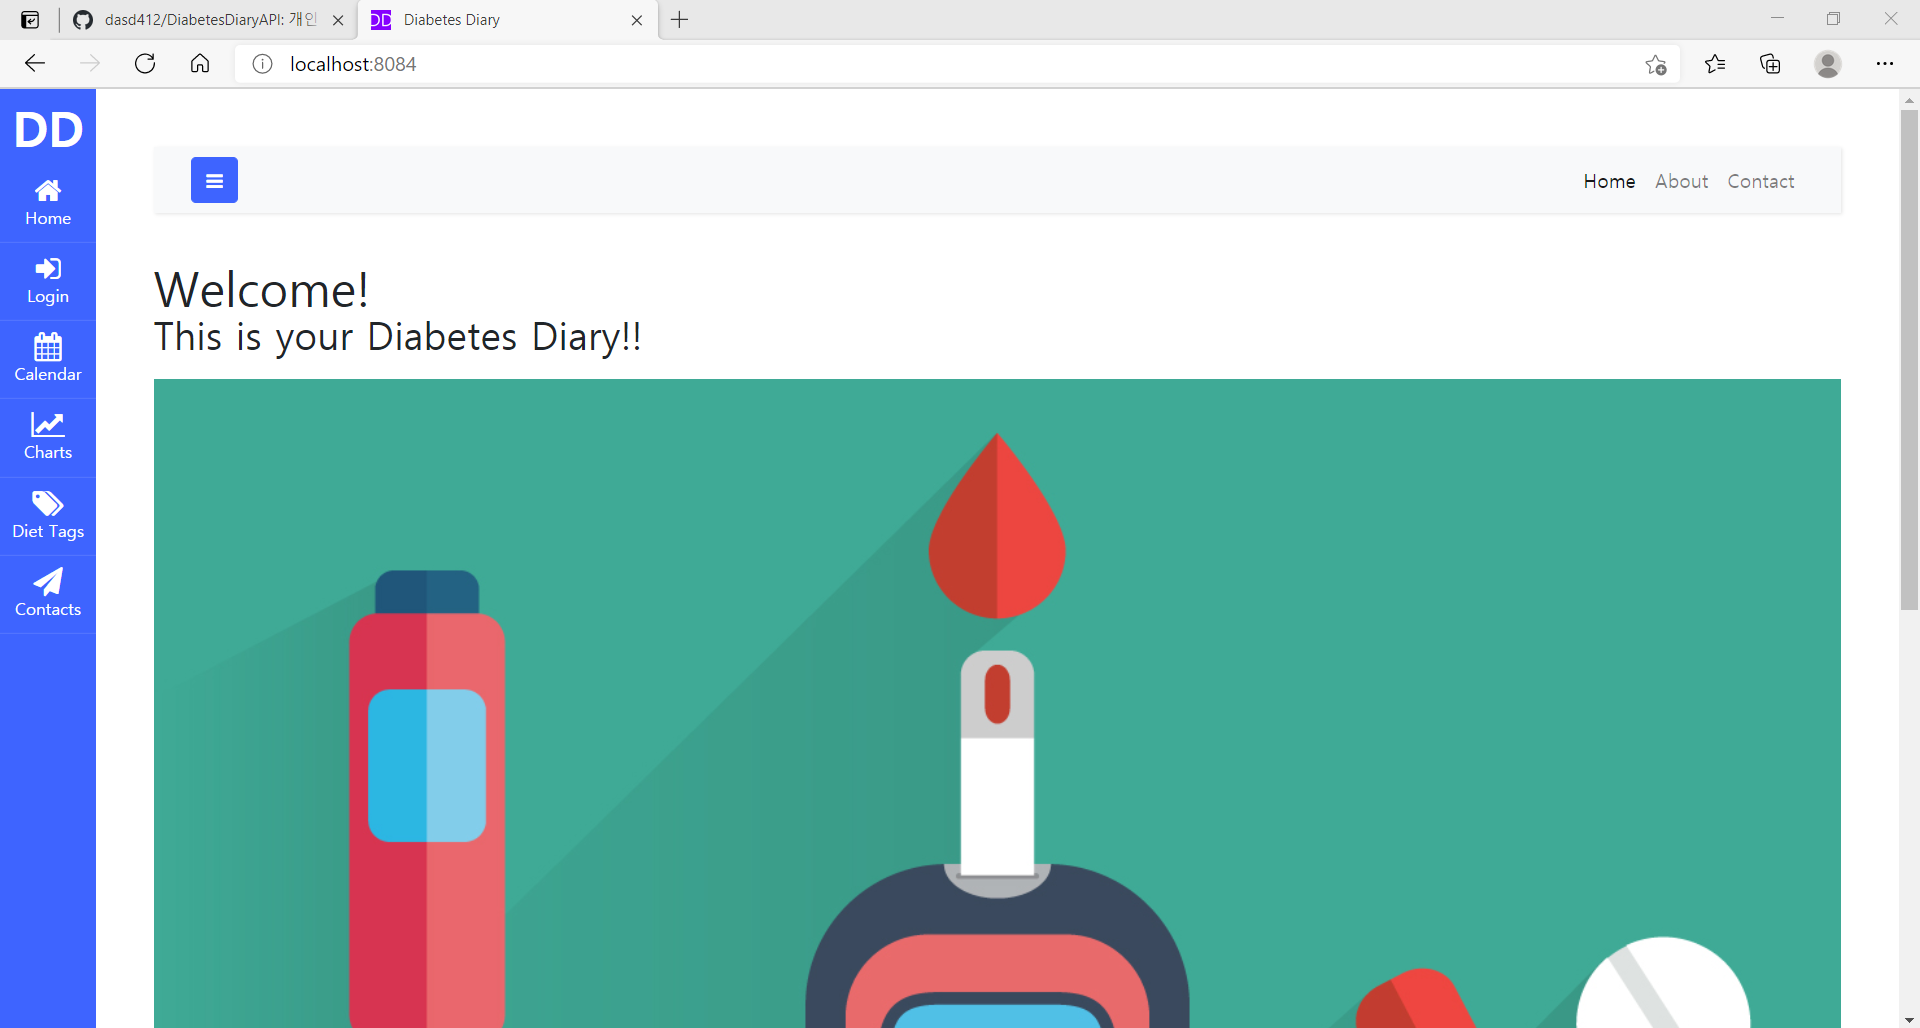 dasd412/DiabetesDiaryAPI: 개인
DD Diabetes Diary
localhost:8084
DD
Home
Login
Calendar
Charts
Diet Tags
Contacts
Home About Contact
Welcome!
This is your Diabetes Diary!!